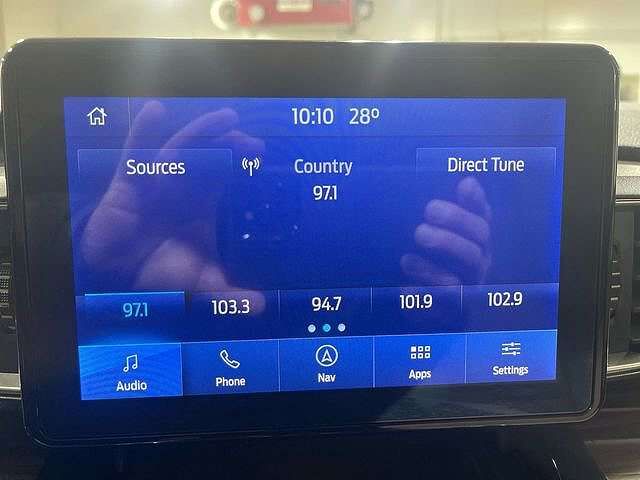 10:10 28º
Sources
Country
Direct Tune
97.1
97.1 103.3 94.7 101.9 102.9
Audio Phone Nav Apps Settings